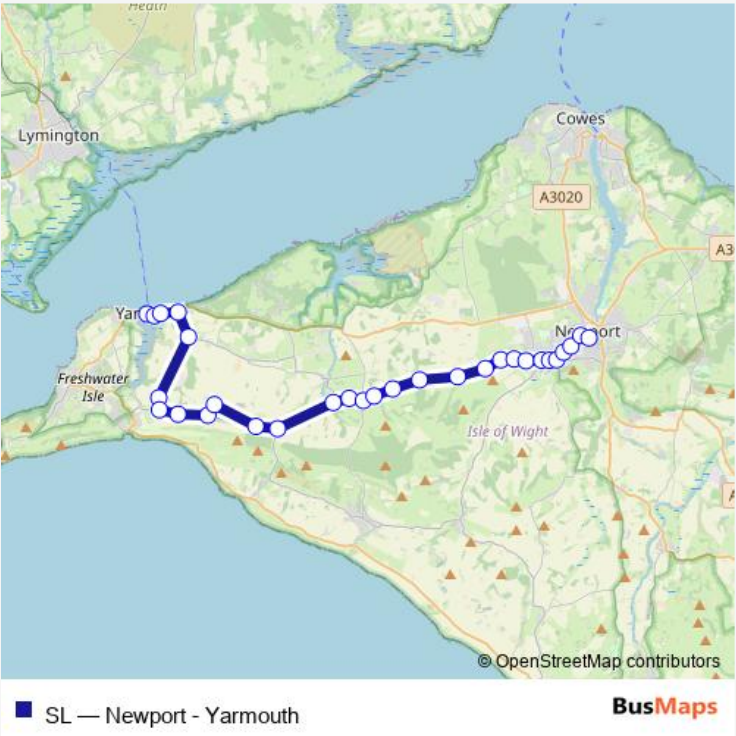 Heath
Lymington
Cowes
A3020
A3
Yar
Newport
Freshwater
Isle
Isle of Wight
A
© OpenStreetMap contributors
SL — Newport - Yarmouth
BusMaps